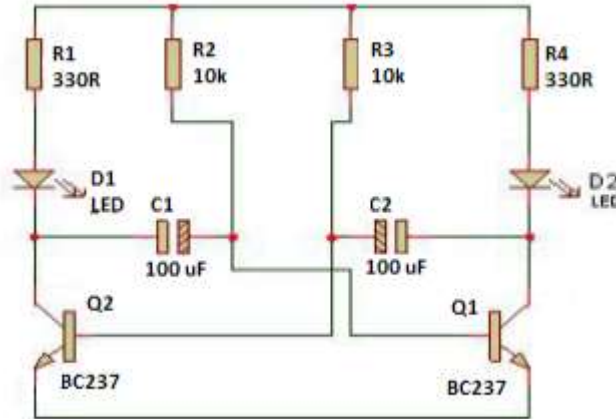 R1
330R
R2
10k
R3
10k
R4
330R
D1
LED
D2
LED
C1
100 uF
C2
100 uF
Q2
BC237
Q1
BC237